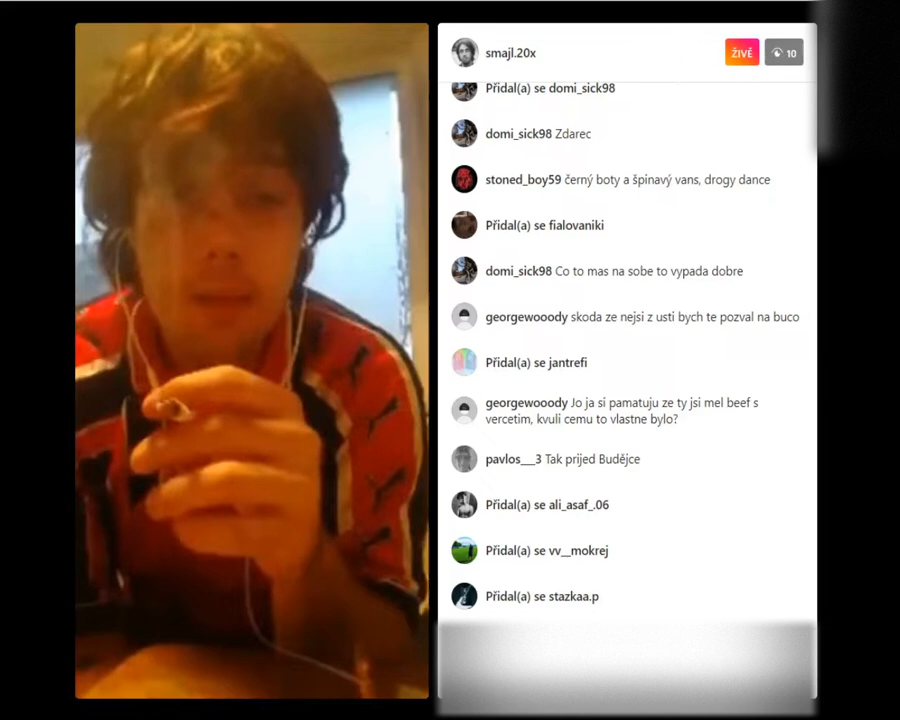 smajl.20x
ŽIVĚ
10
Přidal(a) se domi_sick98
domi_sick98 Zdarec
stoned_boy59 černý boty a špinavý vans, drogy dance
Přidal(a) se fialovaniki
domi_sick98 Co to mas na sobe to vypada dobre
georgewooody skoda ze nejsi z usti bych te pozval na buco
Přidal(a) se jantrefi
georgewooody Jo ja si pamatuju ze ty jsi mel beef s
vercetim, kvuli cemu to vlastne bylo?
pavlos___3 Tak prijed Budějce
Přidal(a) se ali_asaf_.06
Přidal(a) se vv__mokrej
Přidal(a) se stazkaa.p